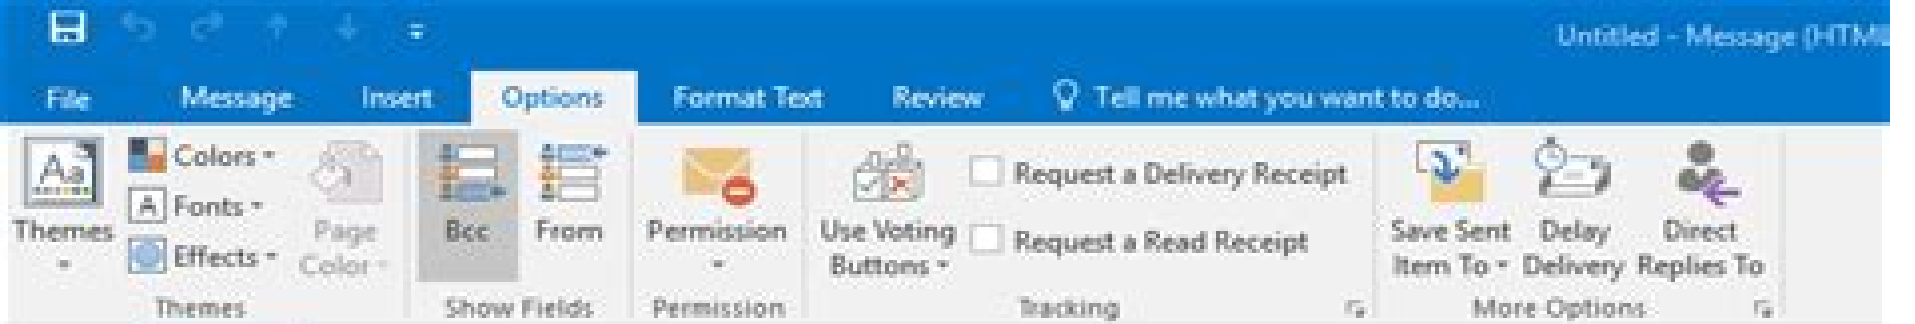 Untitled - Message (HTML
File Message Insert Options Format Text Review Tell me what you want to do...
Aa Themes
Colors
A Fonts
Effects
Page Color
Themes
Bcc From
Show Fields
Permission
Permission
Use Voting Buttons
Request a Delivery Receipt
Request a Read Receipt
Tracking
Save Sent Item To
Delay Delivery
Direct Replies To
More Options